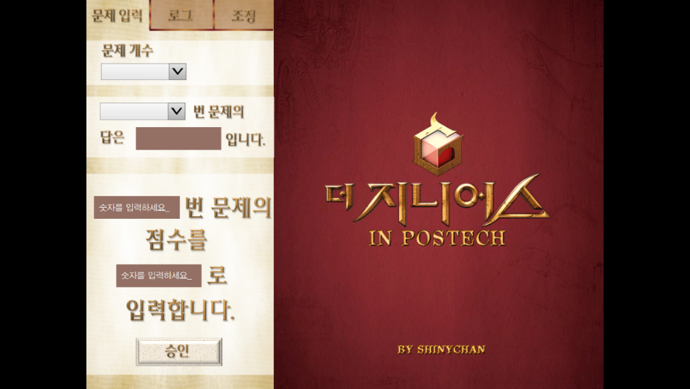 문제 입력
로그
조정
문제 개수
번 문제의
답은 입니다.
숫자를 입력하세요_ 번 문제의
점수를
숫자를 입력하세요_ 로
입력합니다.
승인
더 지니어스
IN POSTECH
BY SHINYCHAN